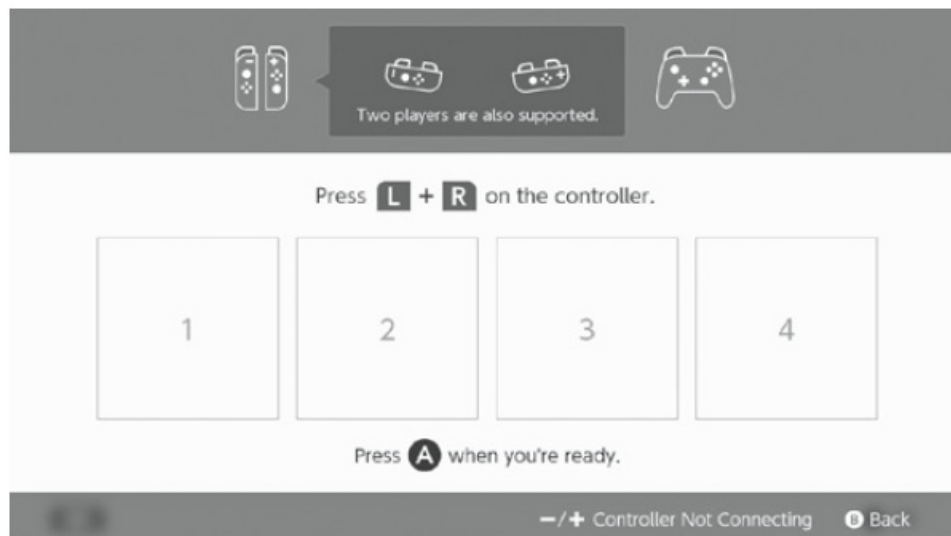 Two players are also supported.
Press L + R on the controller.
1 2 3 4
Press A when you're ready.
−/+ Controller Not Connecting B Back